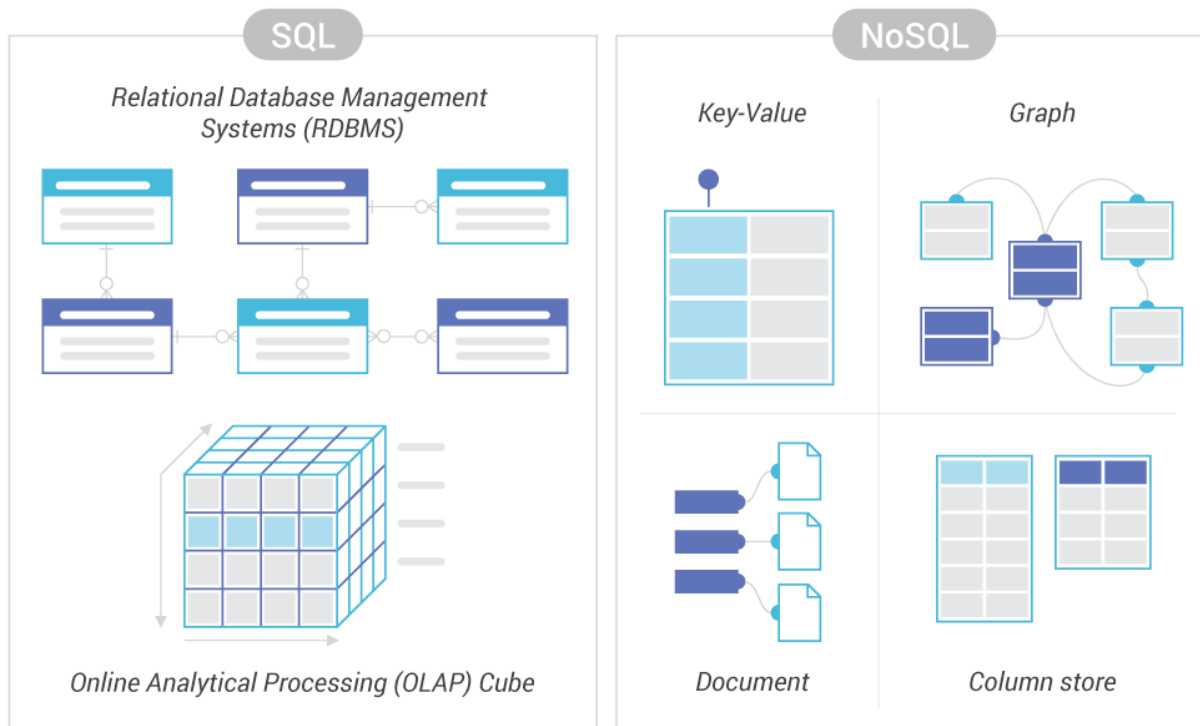 SQL
Relational Database Management
Systems (RDBMS)
Online Analytical Processing (OLAP) Cube
NoSQL
Key-Value
Graph
Document
Column store